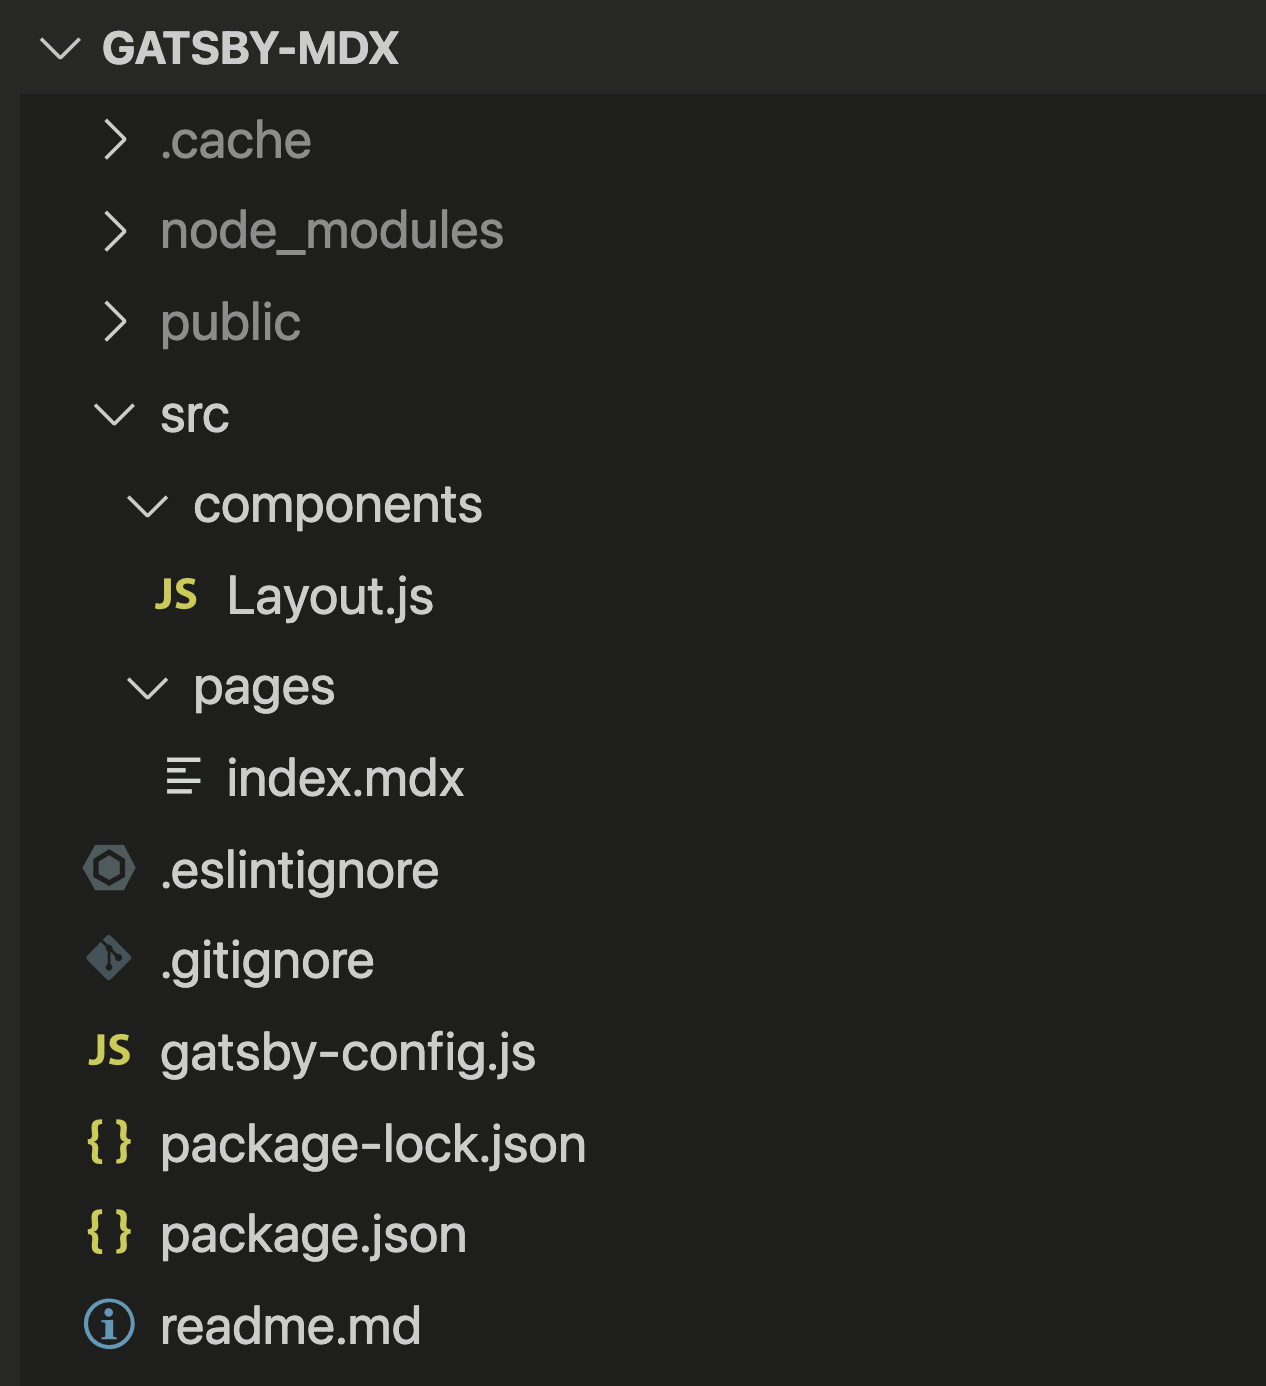 GATSBY-MDX
.cache
node_modules
public
src
components
JS Layout.js
pages
index.mdx
.eslintignore
.gitignore
JS gatsby-config.js
{} package-lock.json
{} package.json
i readme.md